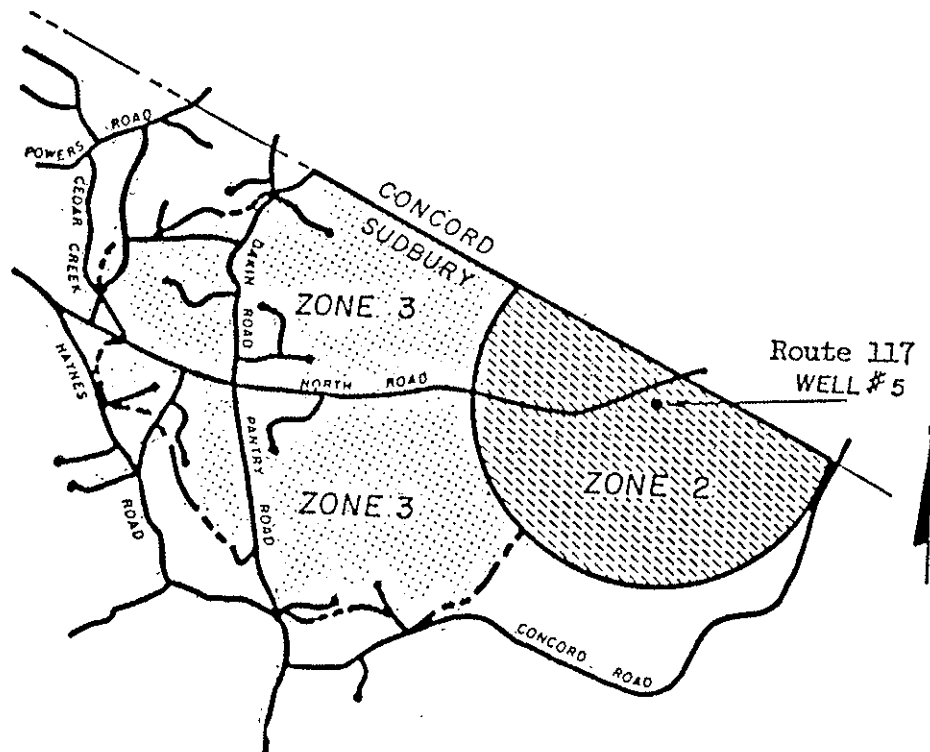 POWERS ROAD
CEDAR CREEK
CONCORD
SUDBURY
DAKIN ROAD
ZONE 3
Route 117
WELL #5
HAYNES ROAD
NORTH ROAD
PANTRY ROAD
ZONE 2
ZONE 3
CONCORD ROAD